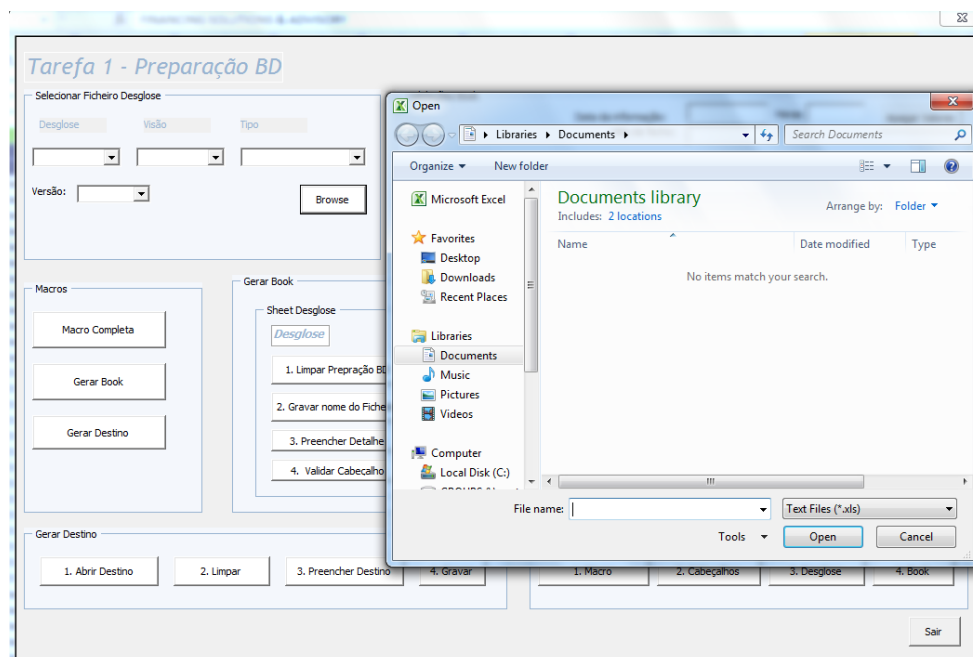 FINANCING SOLUTIONS & ADVISORY
Tarefa 1 - Preparação BD
Selecionar Ficheiro Desglose
Desglose Visão Tipo
Versão:
Browse
Macros
Macro Completa
Gerar Book
Gerar Destino
Gerar Book
Sheet Desglose
Desglose
1. Limpar Prepração BD
2. Gravar nome do Fiche
3. Preencher Detalhe
4. Validar Cabeçalho
Gerar Destino
1. Abrir Destino 2. Limpar 3. Preencher Destino 4. Gravar
1. Macro 2. Cabeçalhos 3. Desglose 4. Book
Sair
Open
Libraries Documents
Search Documents
Organize New folder
Microsoft Excel
Favorites
Desktop
Downloads
Recent Places
Libraries
Documents
Music
Pictures
Videos
Computer
Local Disk (C:)
Documents library
Includes: 2 locations
Arrange by: Folder
Name Date modified Type
No items match your search.
File name: Text Files (*.xls)
Tools Open Cancel